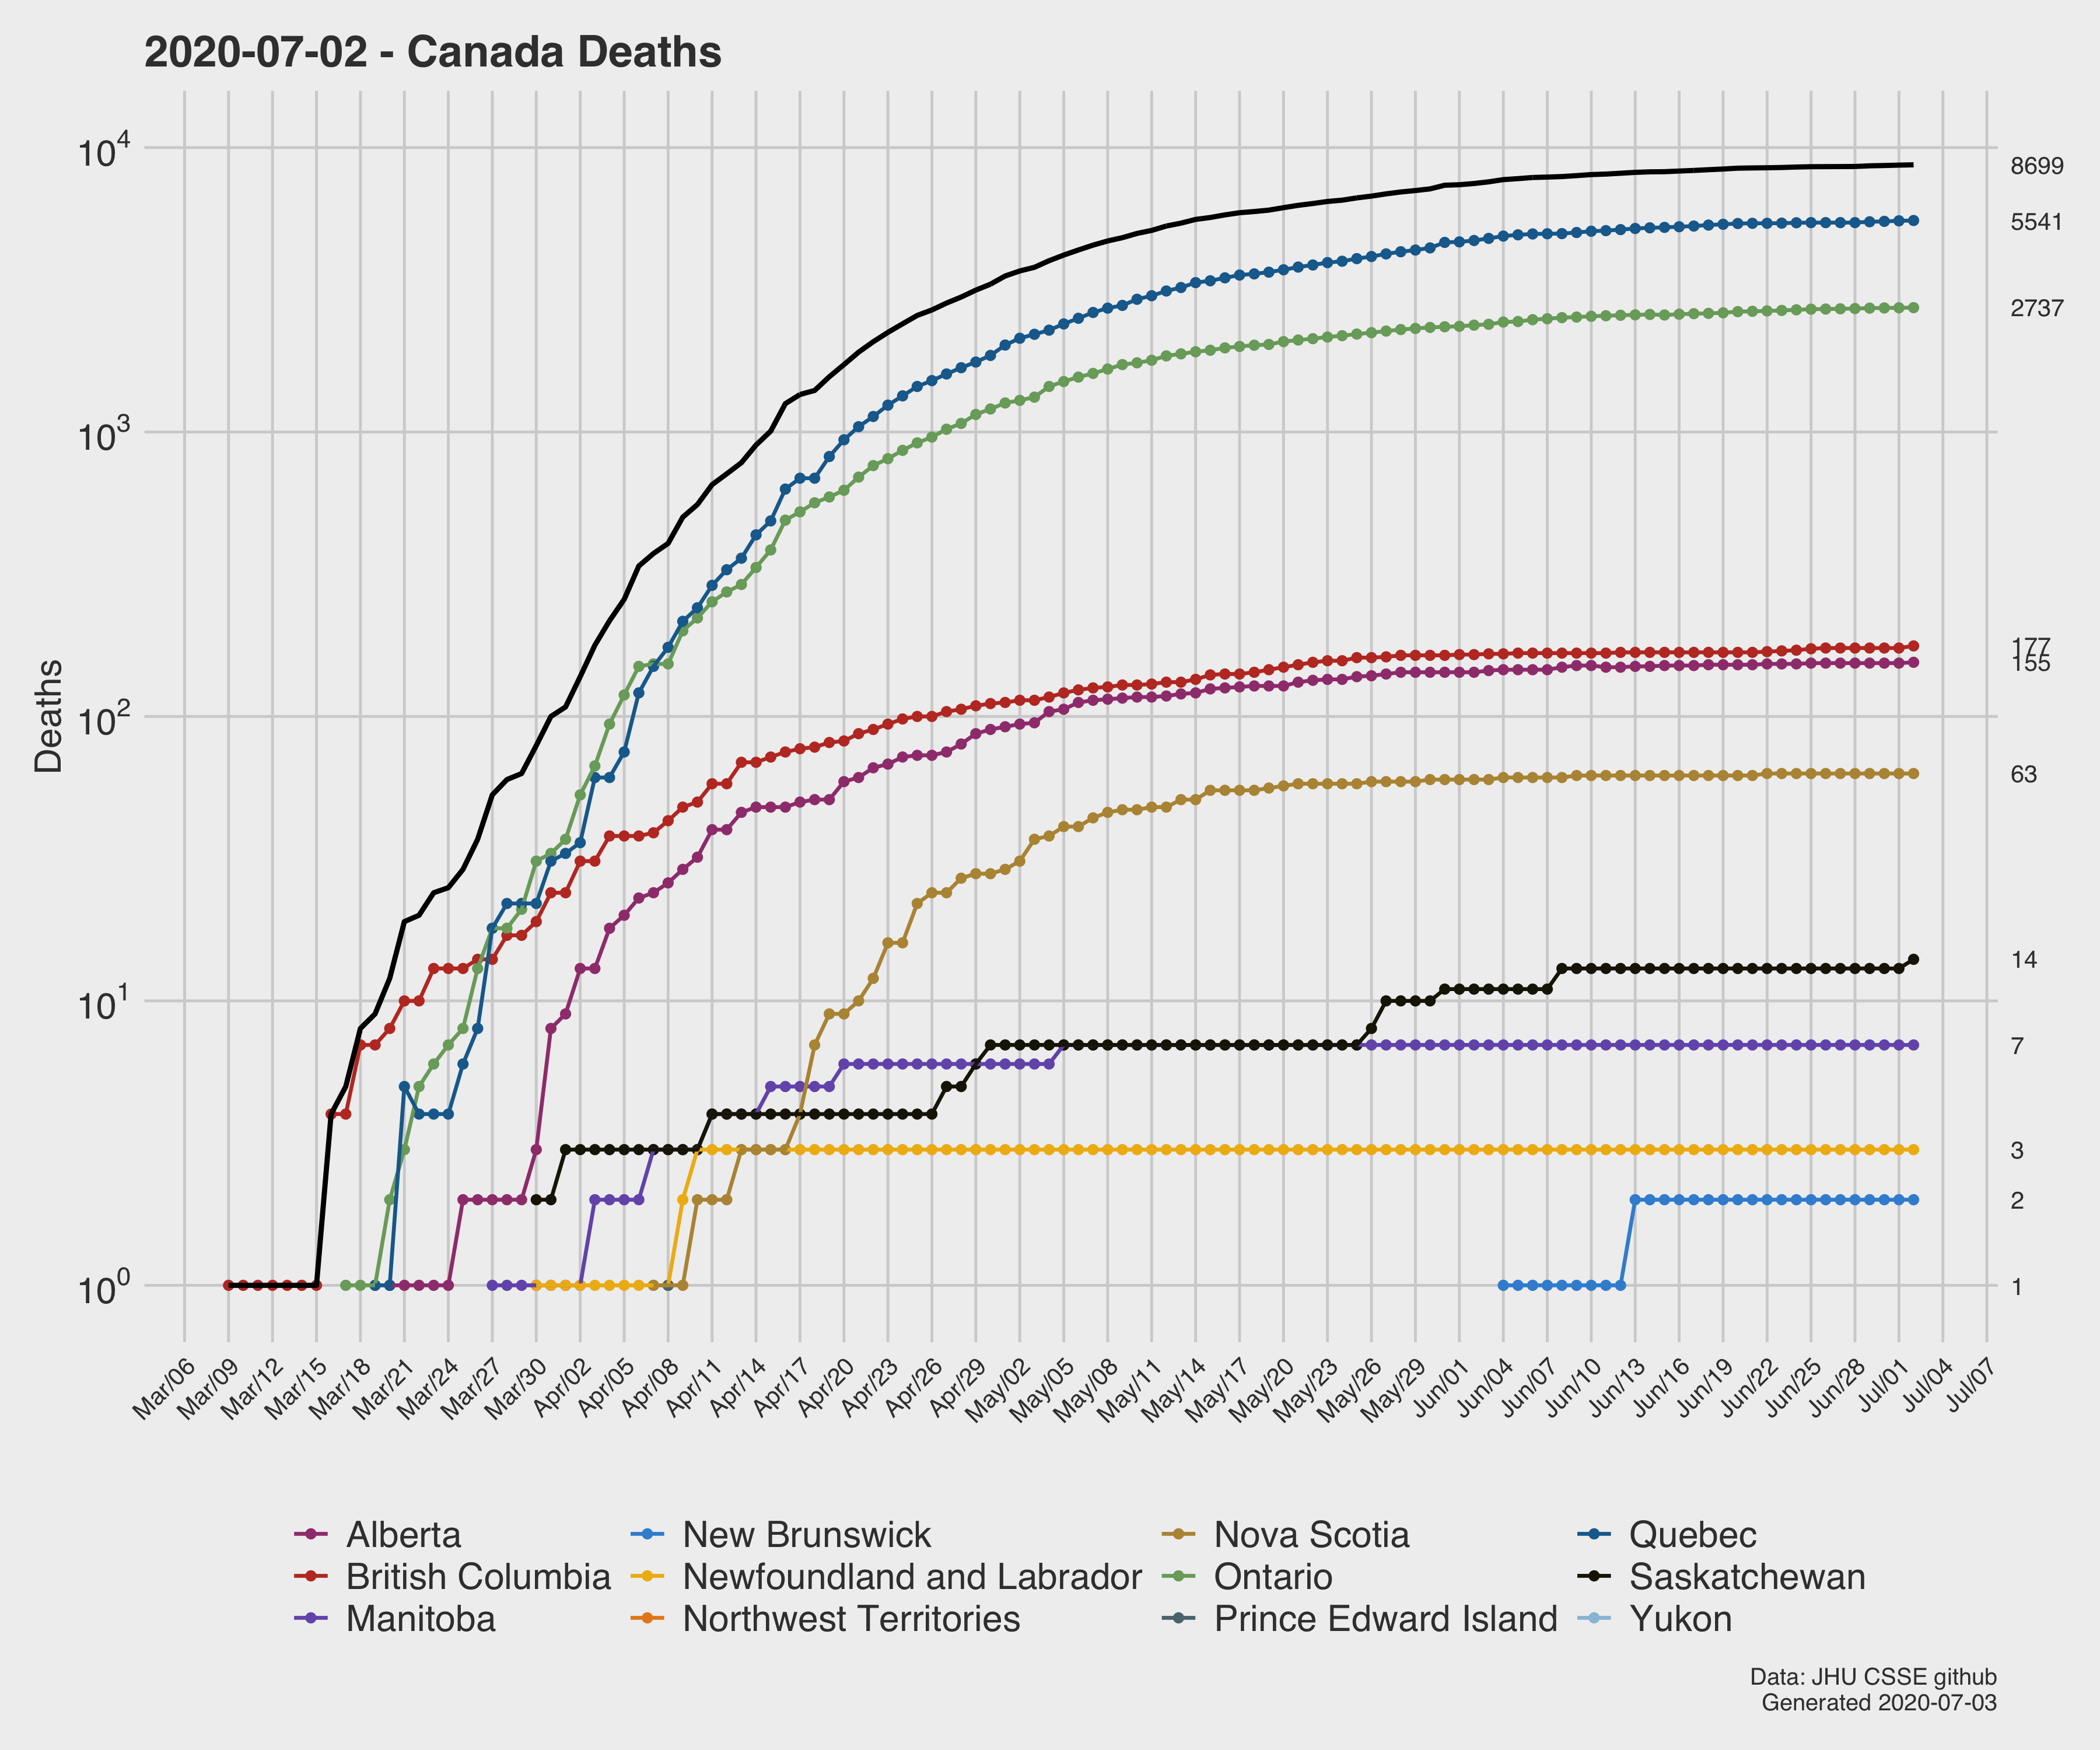 2020-07-02 - Canada Deaths
10^4
10^3
10^2
10^1
10^0
Deaths
8699
5541
2737
177
155
63
14
7
3
2
1
Mar/06
Mar/09
Mar/12
Mar/15
Mar/18
Mar/21
Mar/24
Mar/27
Mar/30
Apr/02
Apr/05
Apr/08
Apr/11
Apr/14
Apr/17
Apr/20
Apr/23
Apr/26
Apr/29
May/02
May/05
May/08
May/11
May/14
May/17
May/20
May/23
May/26
May/29
Jun/01
Jun/04
Jun/07
Jun/10
Jun/13
Jun/16
Jun/19
Jun/22
Jun/25
Jun/28
Jul/01
Jul/04
Jul/07
Alberta
British Columbia
Manitoba
New Brunswick
Newfoundland and Labrador
Northwest Territories
Nova Scotia
Ontario
Prince Edward Island
Quebec
Saskatchewan
Yukon
Data: JHU CSSE github
Generated 2020-07-03